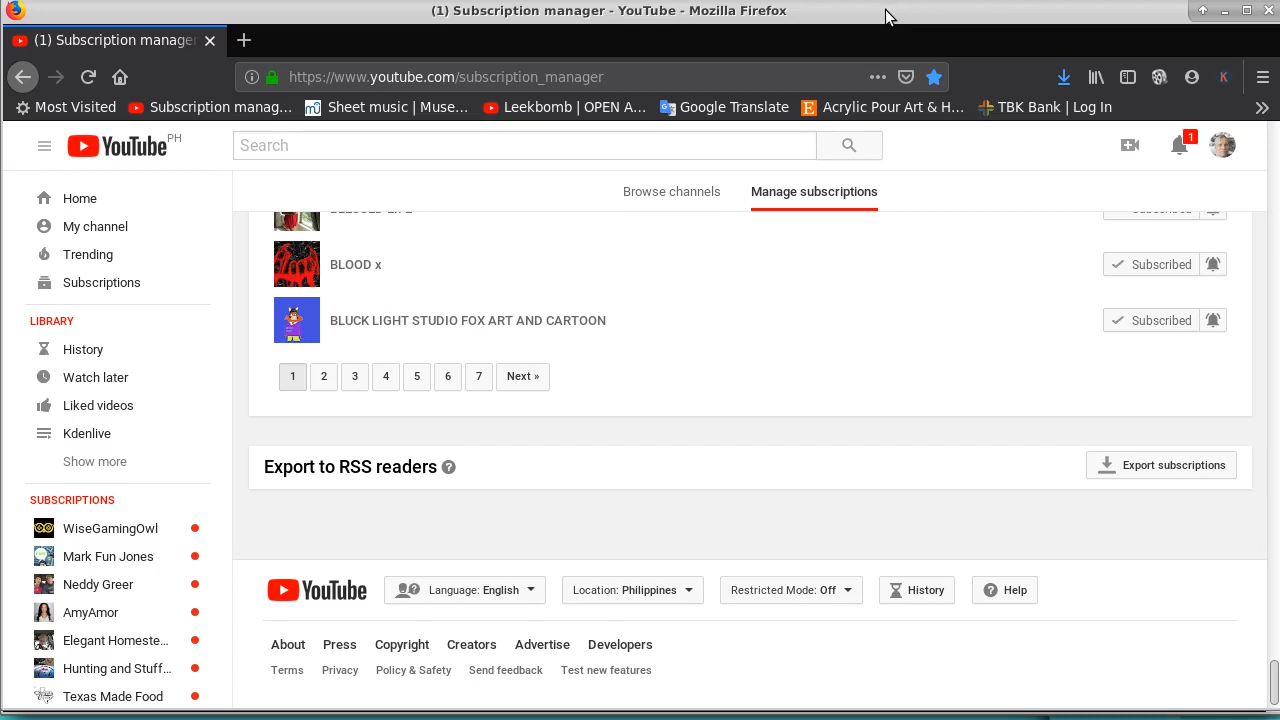 (1) Subscription manager - YouTube - Mozilla Firefox
(1) Subscription manager
https://www.youtube.com/subscription_manager
K
Most Visited
Subscription manag...
Sheet music | Muse...
Leekbomb | OPEN A...
Google Translate
Acrylic Pour Art & H...
TBK Bank | Log In
YouTube PH
Search
1
Browse channels
Manage subscriptions
Home
My channel
Trending
Subscriptions
LIBRARY
History
Watch later
Liked videos
Kdenlive
Show more
SUBSCRIPTIONS
WiseGamingOwl
Mark Fun Jones
Neddy Greer
AmyAmor
Elegant Homeste...
Hunting and Stuff...
Texas Made Food
Subscribed
BLOOD x
Subscribed
BLUCK LIGHT STUDIO FOX ART AND CARTOON
Subscribed
1 2 3 4 5 6 7 Next »
Export to RSS readers
Export subscriptions
YouTube
Language: English
Location: Philippines
Restricted Mode: Off
History
Help
About Press Copyright Creators Advertise Developers
Terms Privacy Policy & Safety Send feedback Test new features